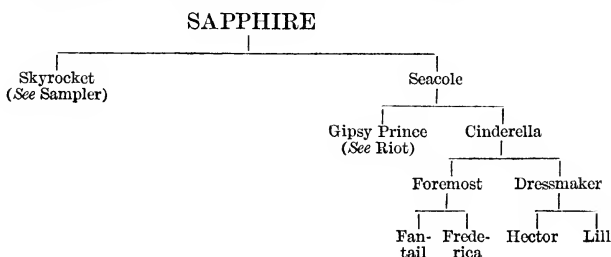 SAPPHIRE
Skyrocket Seacole
(See Sampler)
Gipsy Prince Cinderella
(See Riot)
Foremost Dressmaker
Fan- Frede- Hector Lill
tail rica